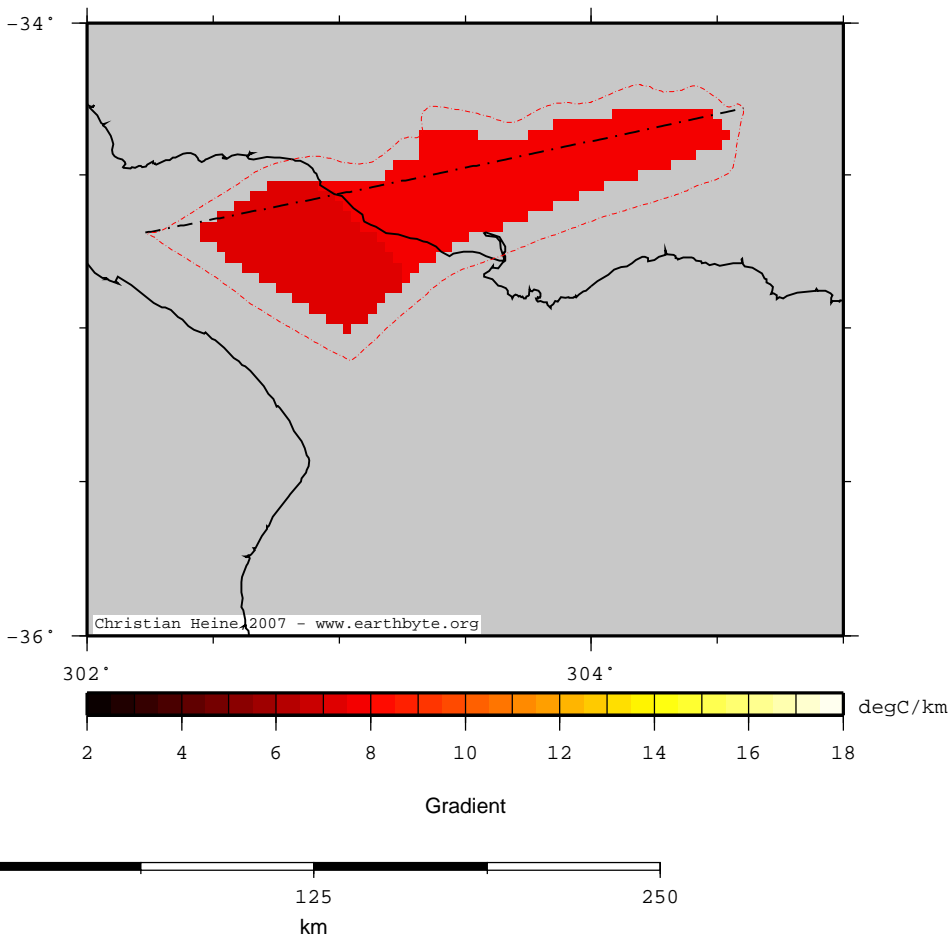 -34°
-36°
Christian Heine 2007 - www.earthbyte.org
302° 304°
degC/km
2 4 6 8 10 12 14 16 18
Gradient
125 250
km